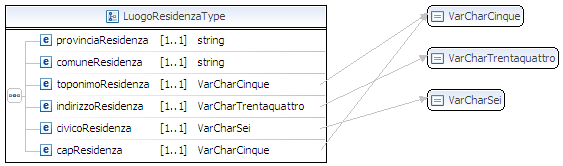 LuogoResidenzaType
provinciaResidenza [1..1] string
comuneResidenza [1..1] string
toponimoResidenza [1..1] VarCharCinque
indirizzoResidenza [1..1] VarCharTrentaquattro
civicoResidenza [1..1] VarCharSei
capResidenza [1..1] VarCharCinque
VarCharCinque
VarCharTrentaquattro
VarCharSei